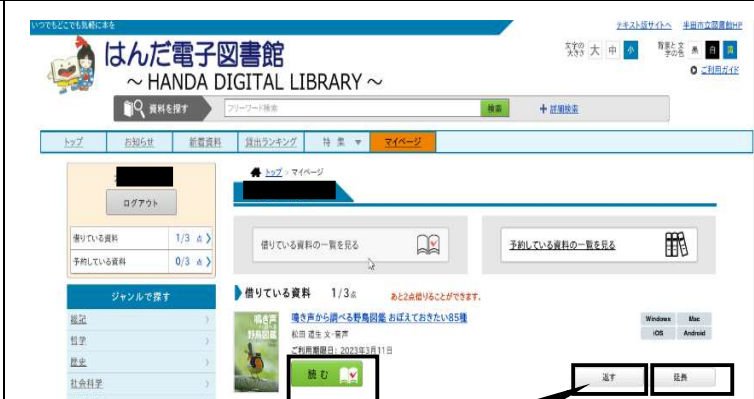 いつでもどこでも気軽に本を
テキスト版サイトへ 半田市立図書館HP
はんだ電子図書館
～HANDA DIGITAL LIBRARY～
文字の大きさ 大 中 小 背景と文字の色 黒 白 黄
ご利用ガイド
資料を探す フリーワード検索 検索 + 詳細検索
トップ お知らせ 新着資料 貸出ランキング 特集 ▼ マイページ
トップ > マイページ
ログアウト
借りている資料 1/3 点
予約している資料 0/3 点
借りている資料の一覧を見る
予約している資料の一覧を見る
ジャンルで探す
総記
哲学
歴史
社会科学
借りている資料 1/3点 あと2点借りることができます。
鳴き声から調べる野鳥図鑑 おぼえておきたい85種
松田 道生 文・音声
ご利用期限日：2023年3月11日
Windows Mac
iOS Android
読む
返す 延長